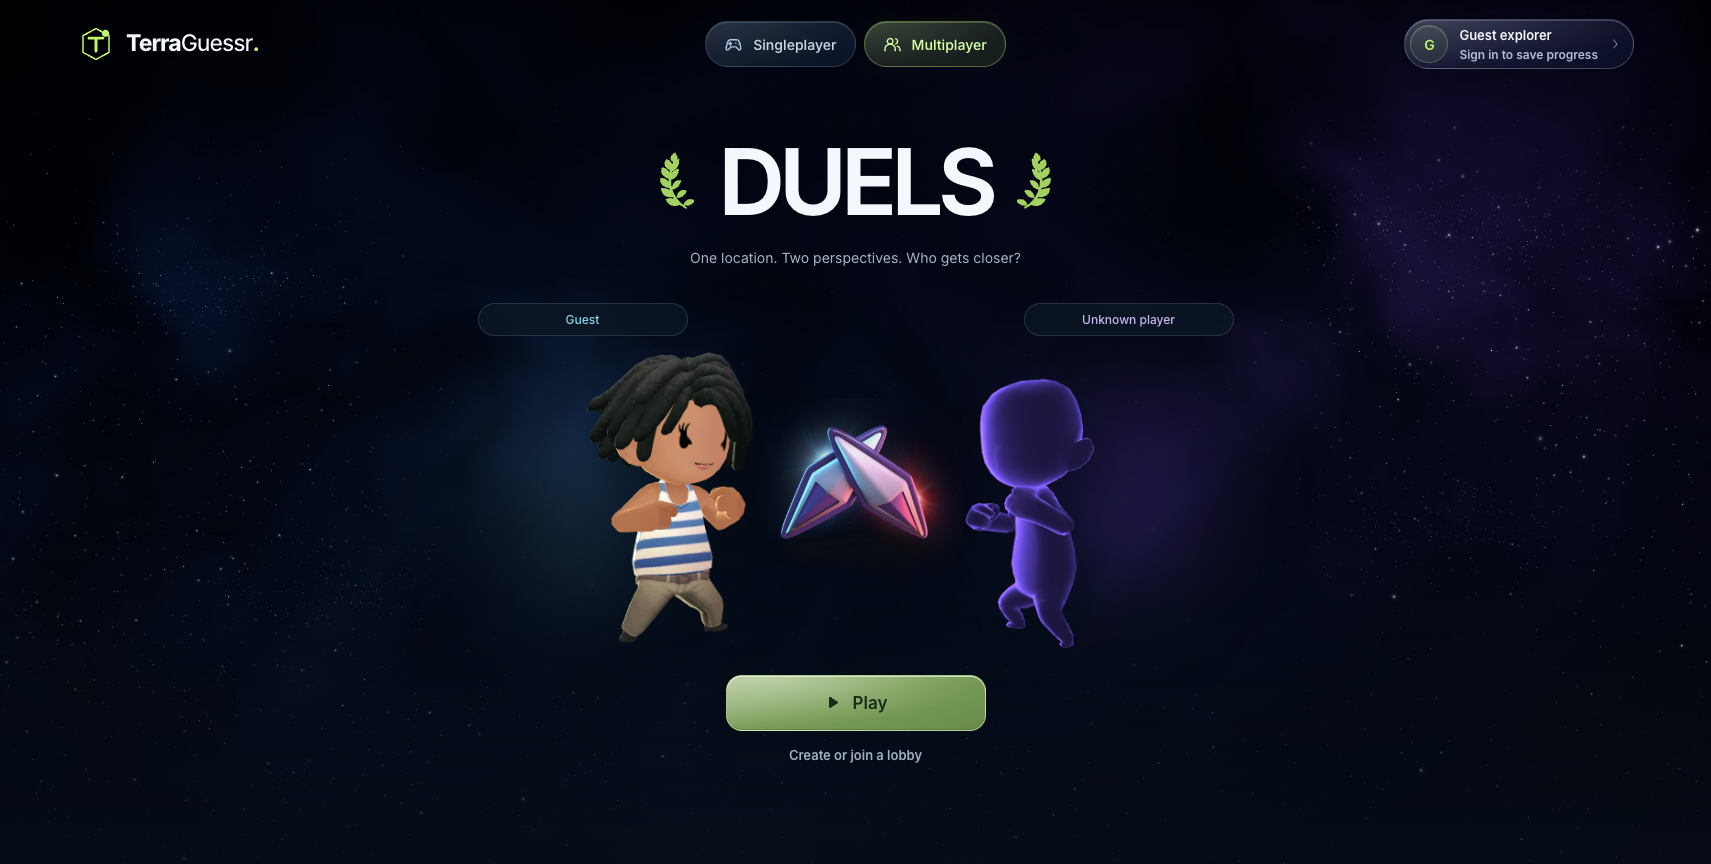 TerraGuessr.
Singleplayer
Multiplayer
G
Guest explorer
Sign in to save progress
DUELS
One location. Two perspectives. Who gets closer?
Guest
Unknown player
Play
Create or join a lobby